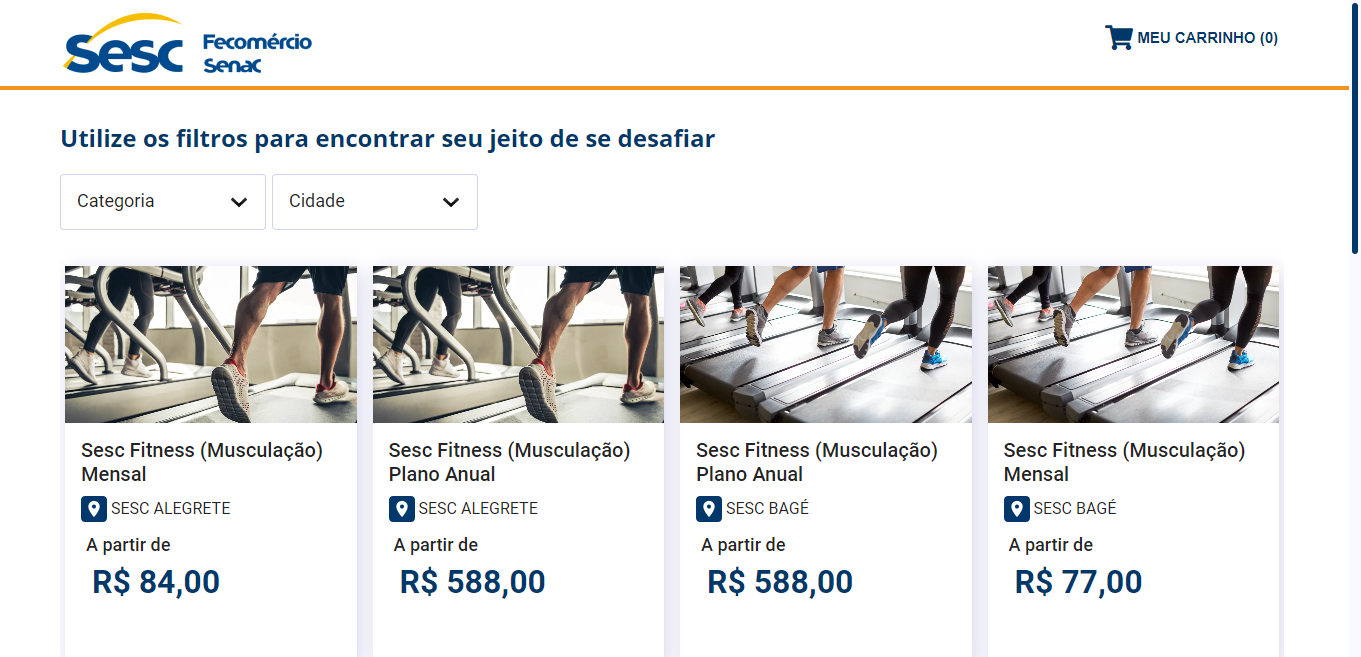 Sesc
Fecomércio
Senac
MEU CARRINHO (0)
Utilize os filtros para encontrar seu jeito de se desafiar
Categoria
Cidade
Sesc Fitness (Musculação)
Mensal
SESC ALEGRETE
A partir de
R$ 84,00
Sesc Fitness (Musculação)
Plano Anual
SESC ALEGRETE
A partir de
R$ 588,00
Sesc Fitness (Musculação)
Plano Anual
SESC BAGÉ
A partir de
R$ 588,00
Sesc Fitness (Musculação)
Mensal
SESC BAGÉ
A partir de
R$ 77,00